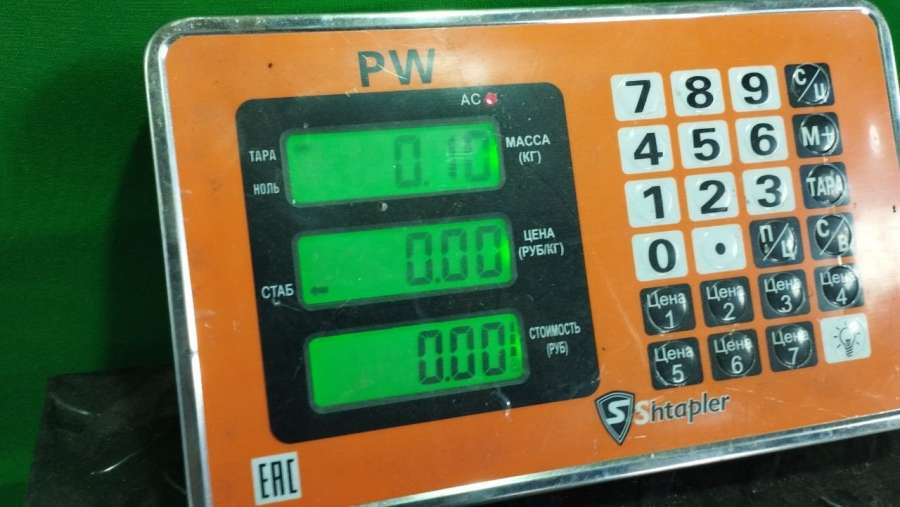 PW
AC
ТАРА
НОЛЬ
0.10
МАССА
(КГ)
СТАБ
0.00
ЦЕНА
(РУБ/КГ)
0.00
СТОИМОСТЬ
(РУБ)
7 8 9 С/Ц
4 5 6 М+
1 2 3 ТАРА
0 . П/Ц С/В
Цена 1 Цена 2 Цена 3 Цена 4
Цена 5 Цена 6 Цена 7
S Shtapler
EAC